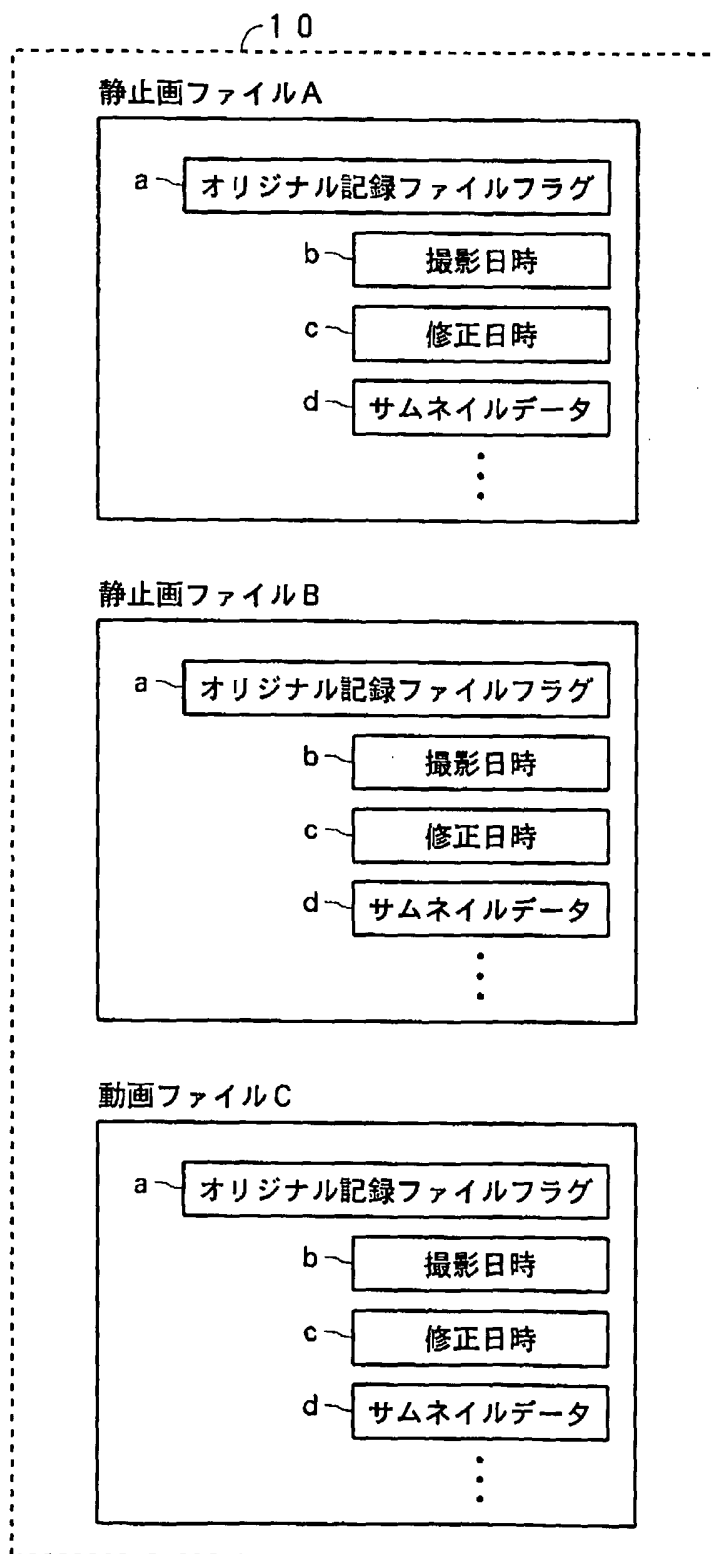 10
静止画ファイルA
a オリジナル記録ファイルフラグ
b 撮影日時
c 修正日時
d サムネイルデータ
静止画ファイルB
a オリジナル記録ファイルフラグ
b 撮影日時
c 修正日時
d サムネイルデータ
動画ファイルC
a オリジナル記録ファイルフラグ
b 撮影日時
c 修正日時
d サムネイルデータ